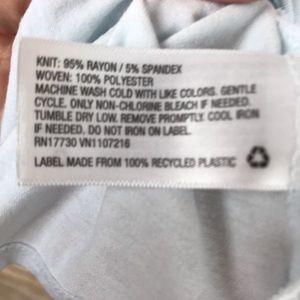 KNIT: 95% RAYON / 5% SPANDEX
WOVEN: 100% POLYESTER
MACHINE WASH COLD WITH LIKE COLORS. GENTLE
CYCLE. ONLY NON-CHLORINE BLEACH IF NEEDED.
TUMBLE DRY LOW. REMOVE PROMPTLY. COOL IRON
IF NEEDED. DO NOT IRON ON LABEL.
RN17730 VN1107216
LABEL MADE FROM 100% RECYCLED PLASTIC